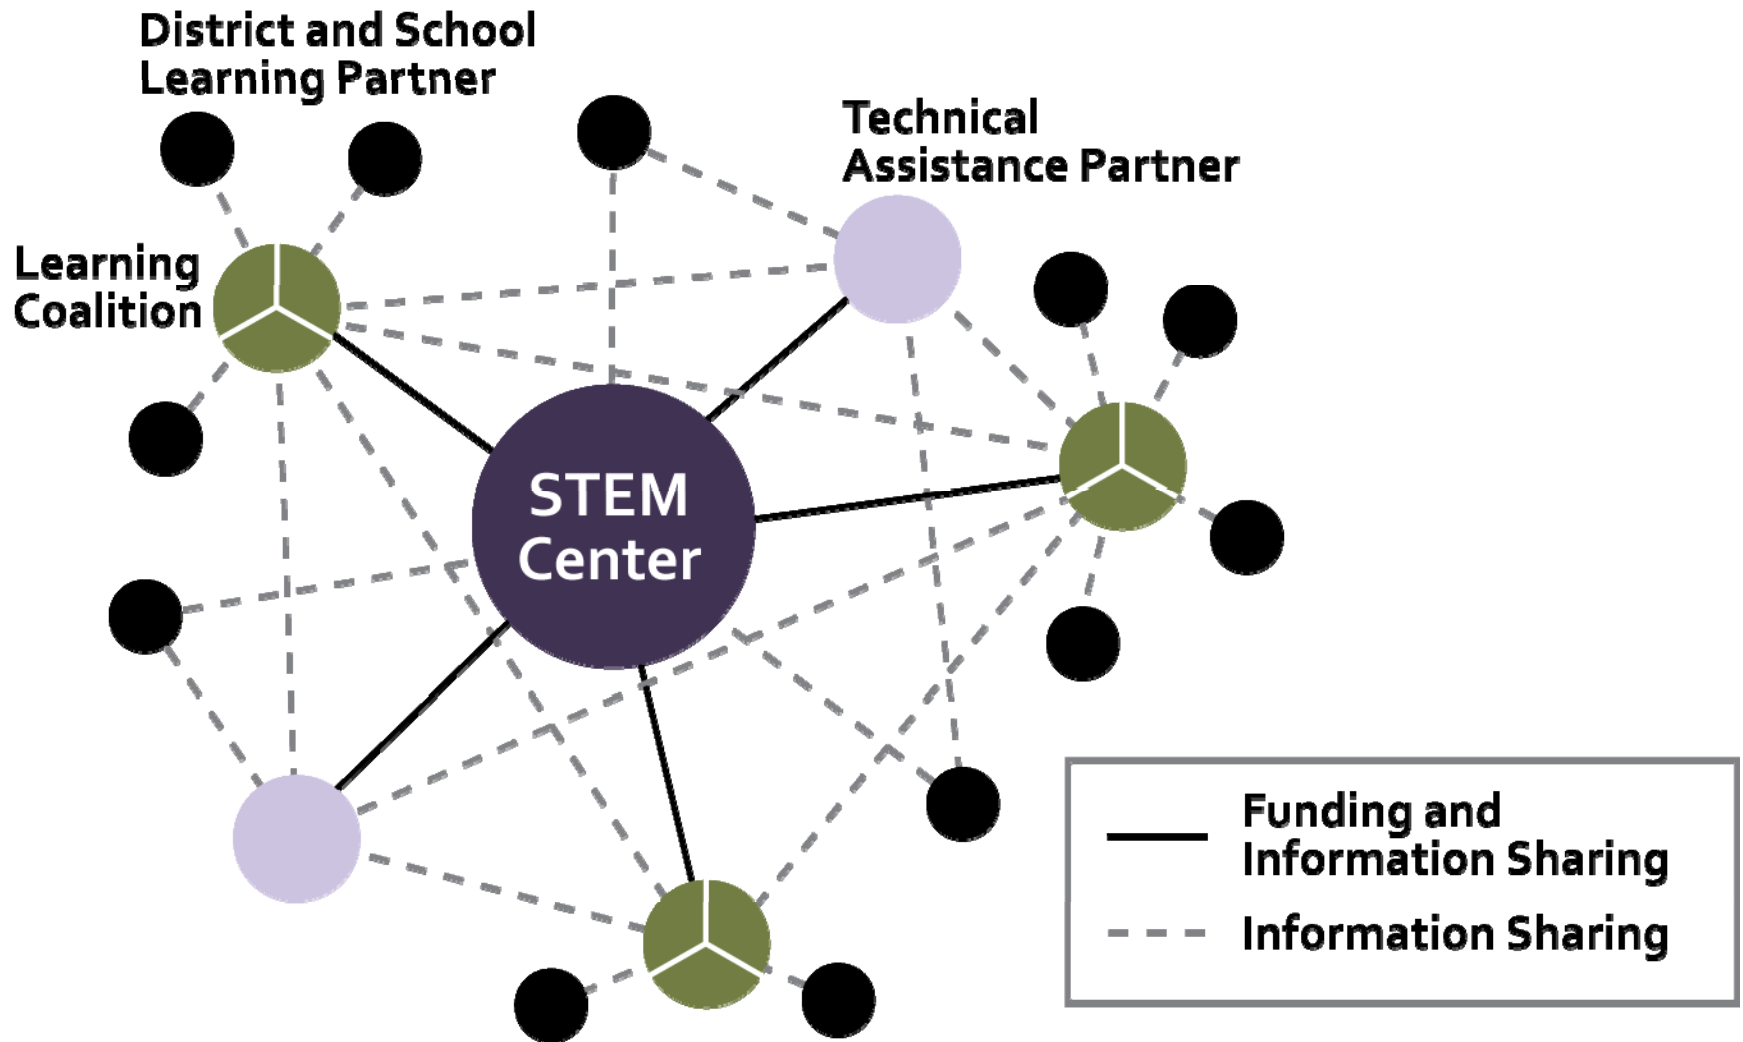 District and School
Learning Partner
Technical
Assistance Partner
Learning
Coalition
STEM
Center
Funding and
Information Sharing
Information Sharing